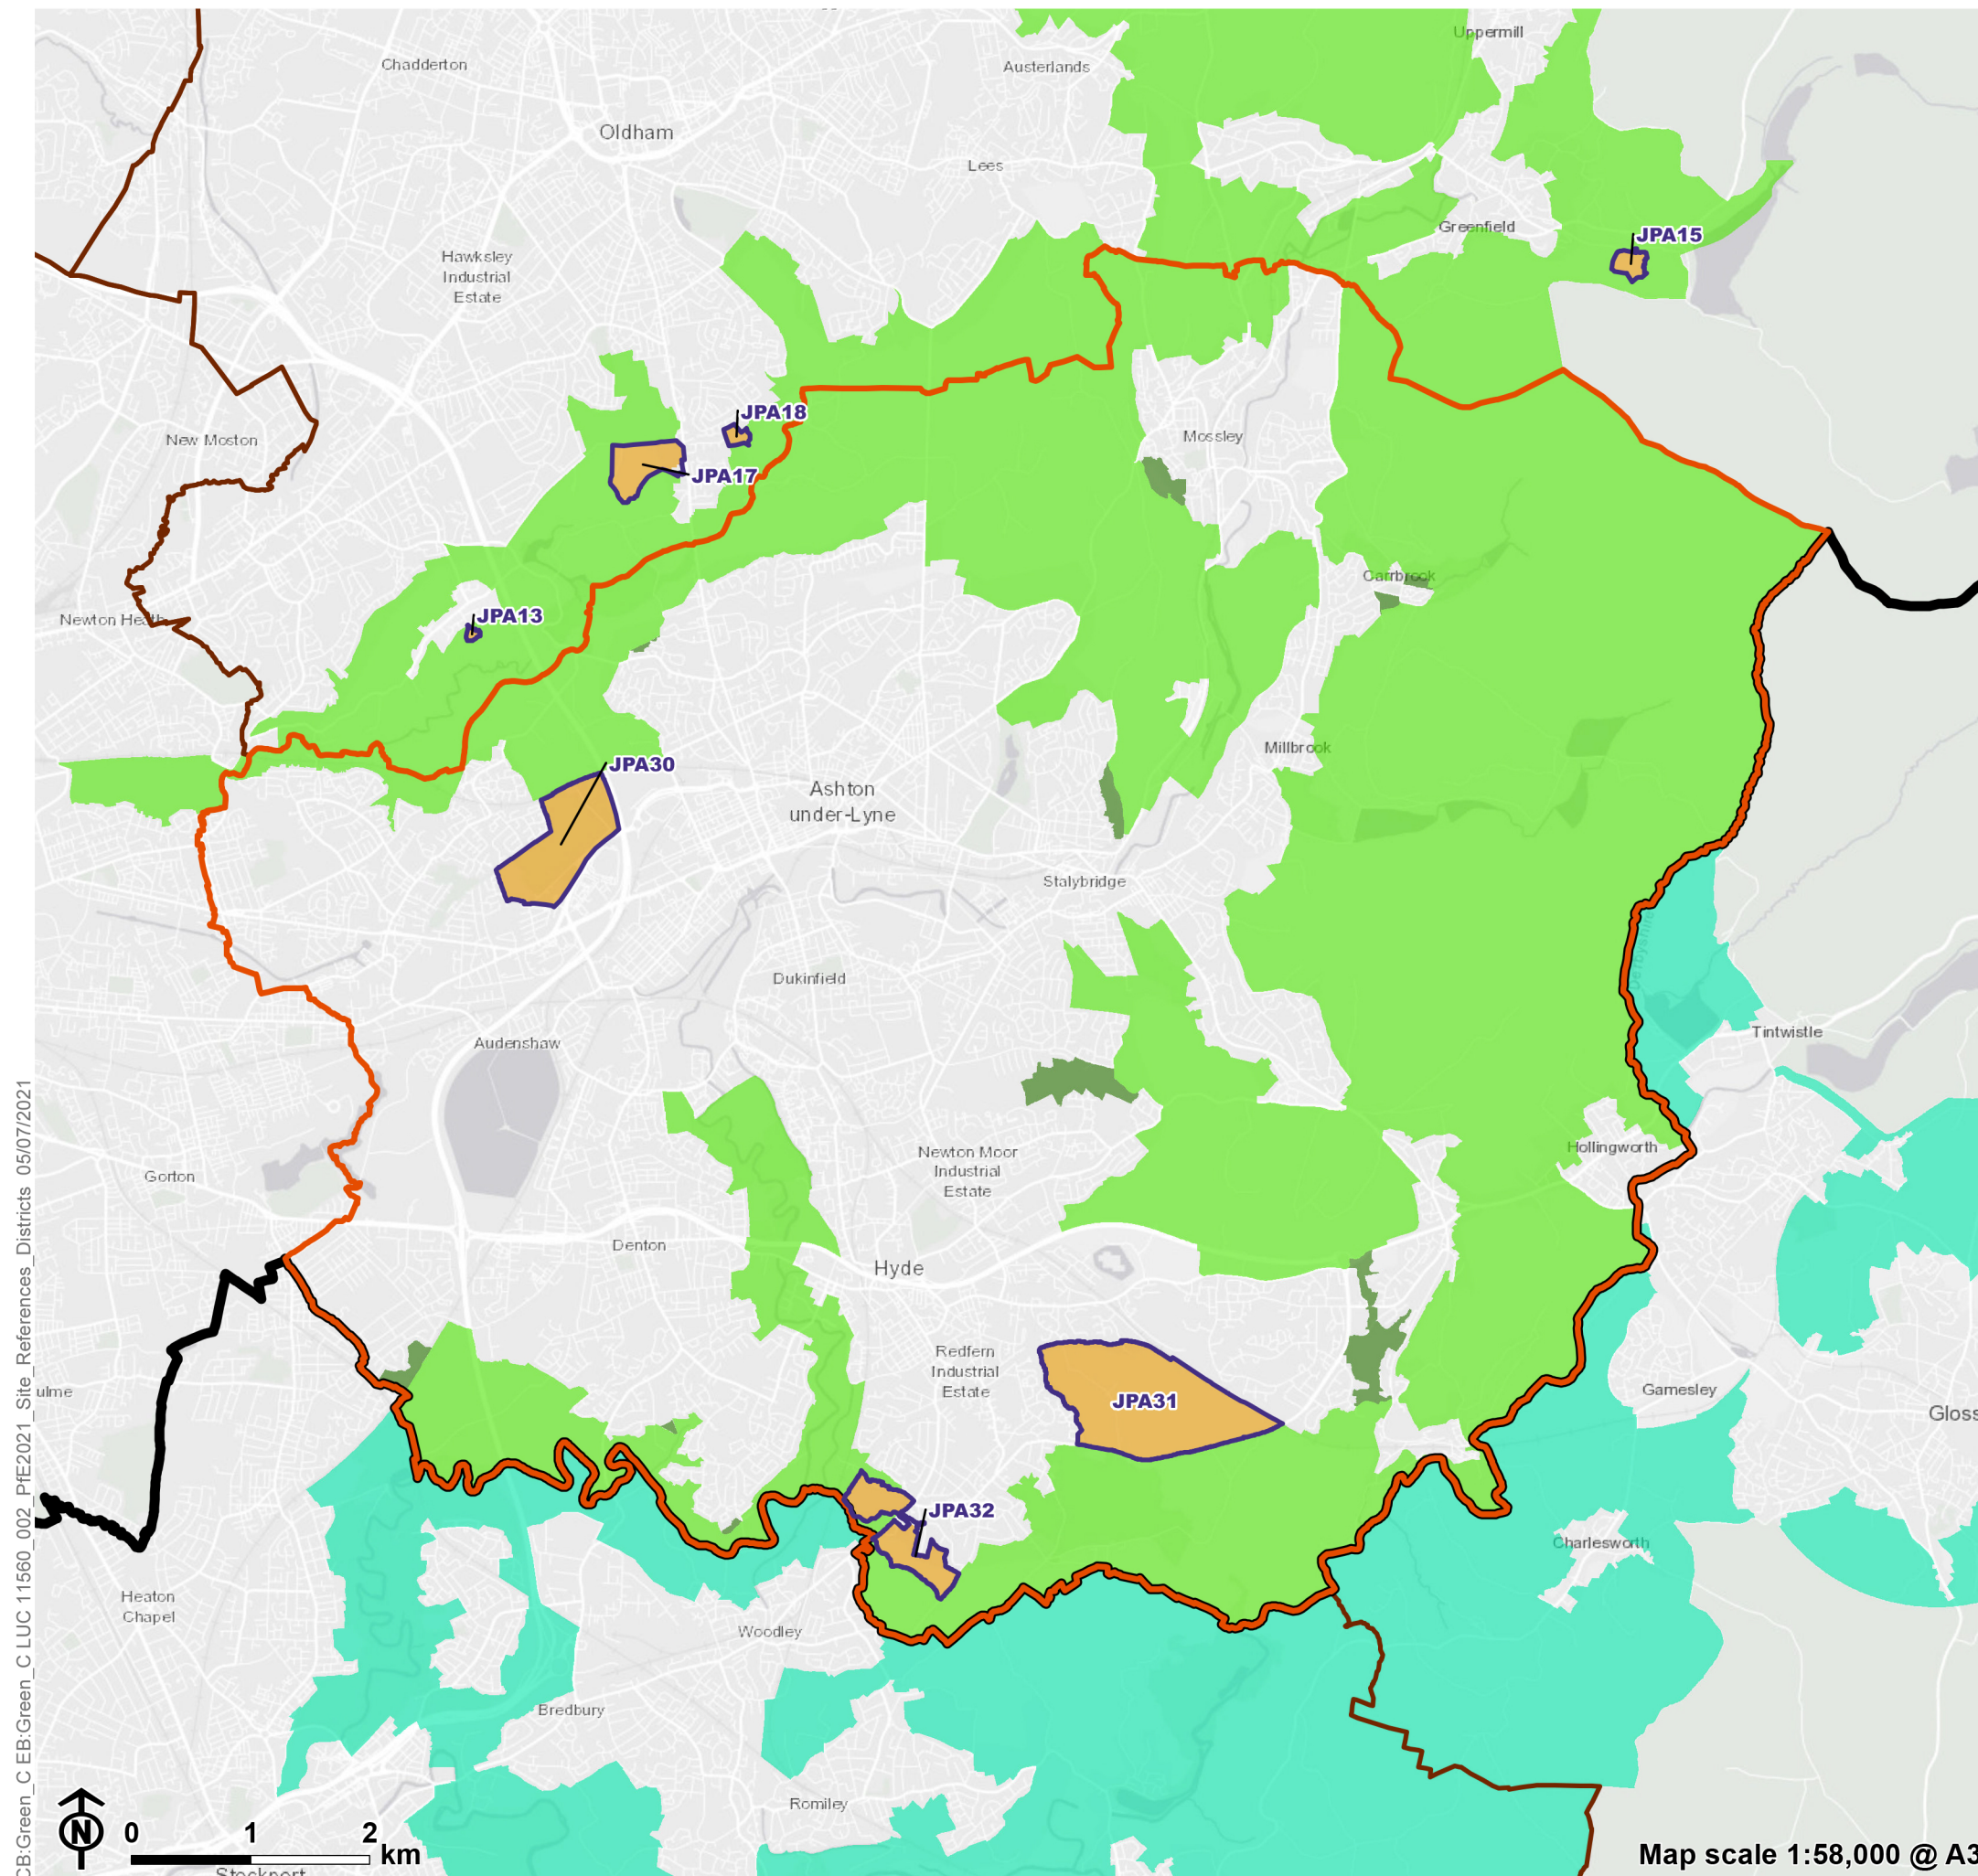 Uppermill
Chadderton
Austerlands
Oldham
Lees
Greenfield
JPA15
Hawksley
Industrial
Estate
JPA18
New Moston
Mossley
JPA17
Carrbrook
JPA13
Newton Heath
Millbrook
JPA30
Ashton
under-Lyne
Stalybridge
Derbyshire
Dukinfield
Tintwistle
Audenshaw
Hollingworth
Newton Moor
Industrial
Estate
Gorton
Denton
Hyde
Redfern
Industrial
Estate
ulme
Gamesley
JPA31
Gloss
JPA32
Charlesworth
Heaton
Chapel
Woodley
Bredbury
Romiley
N
0 1 2
km
Stockport
Map scale 1:58,000 @ A3
CB:Green_C EB:Green_C LUC 11560_002_PfE2021_Site_References_Districts 05/07/2021